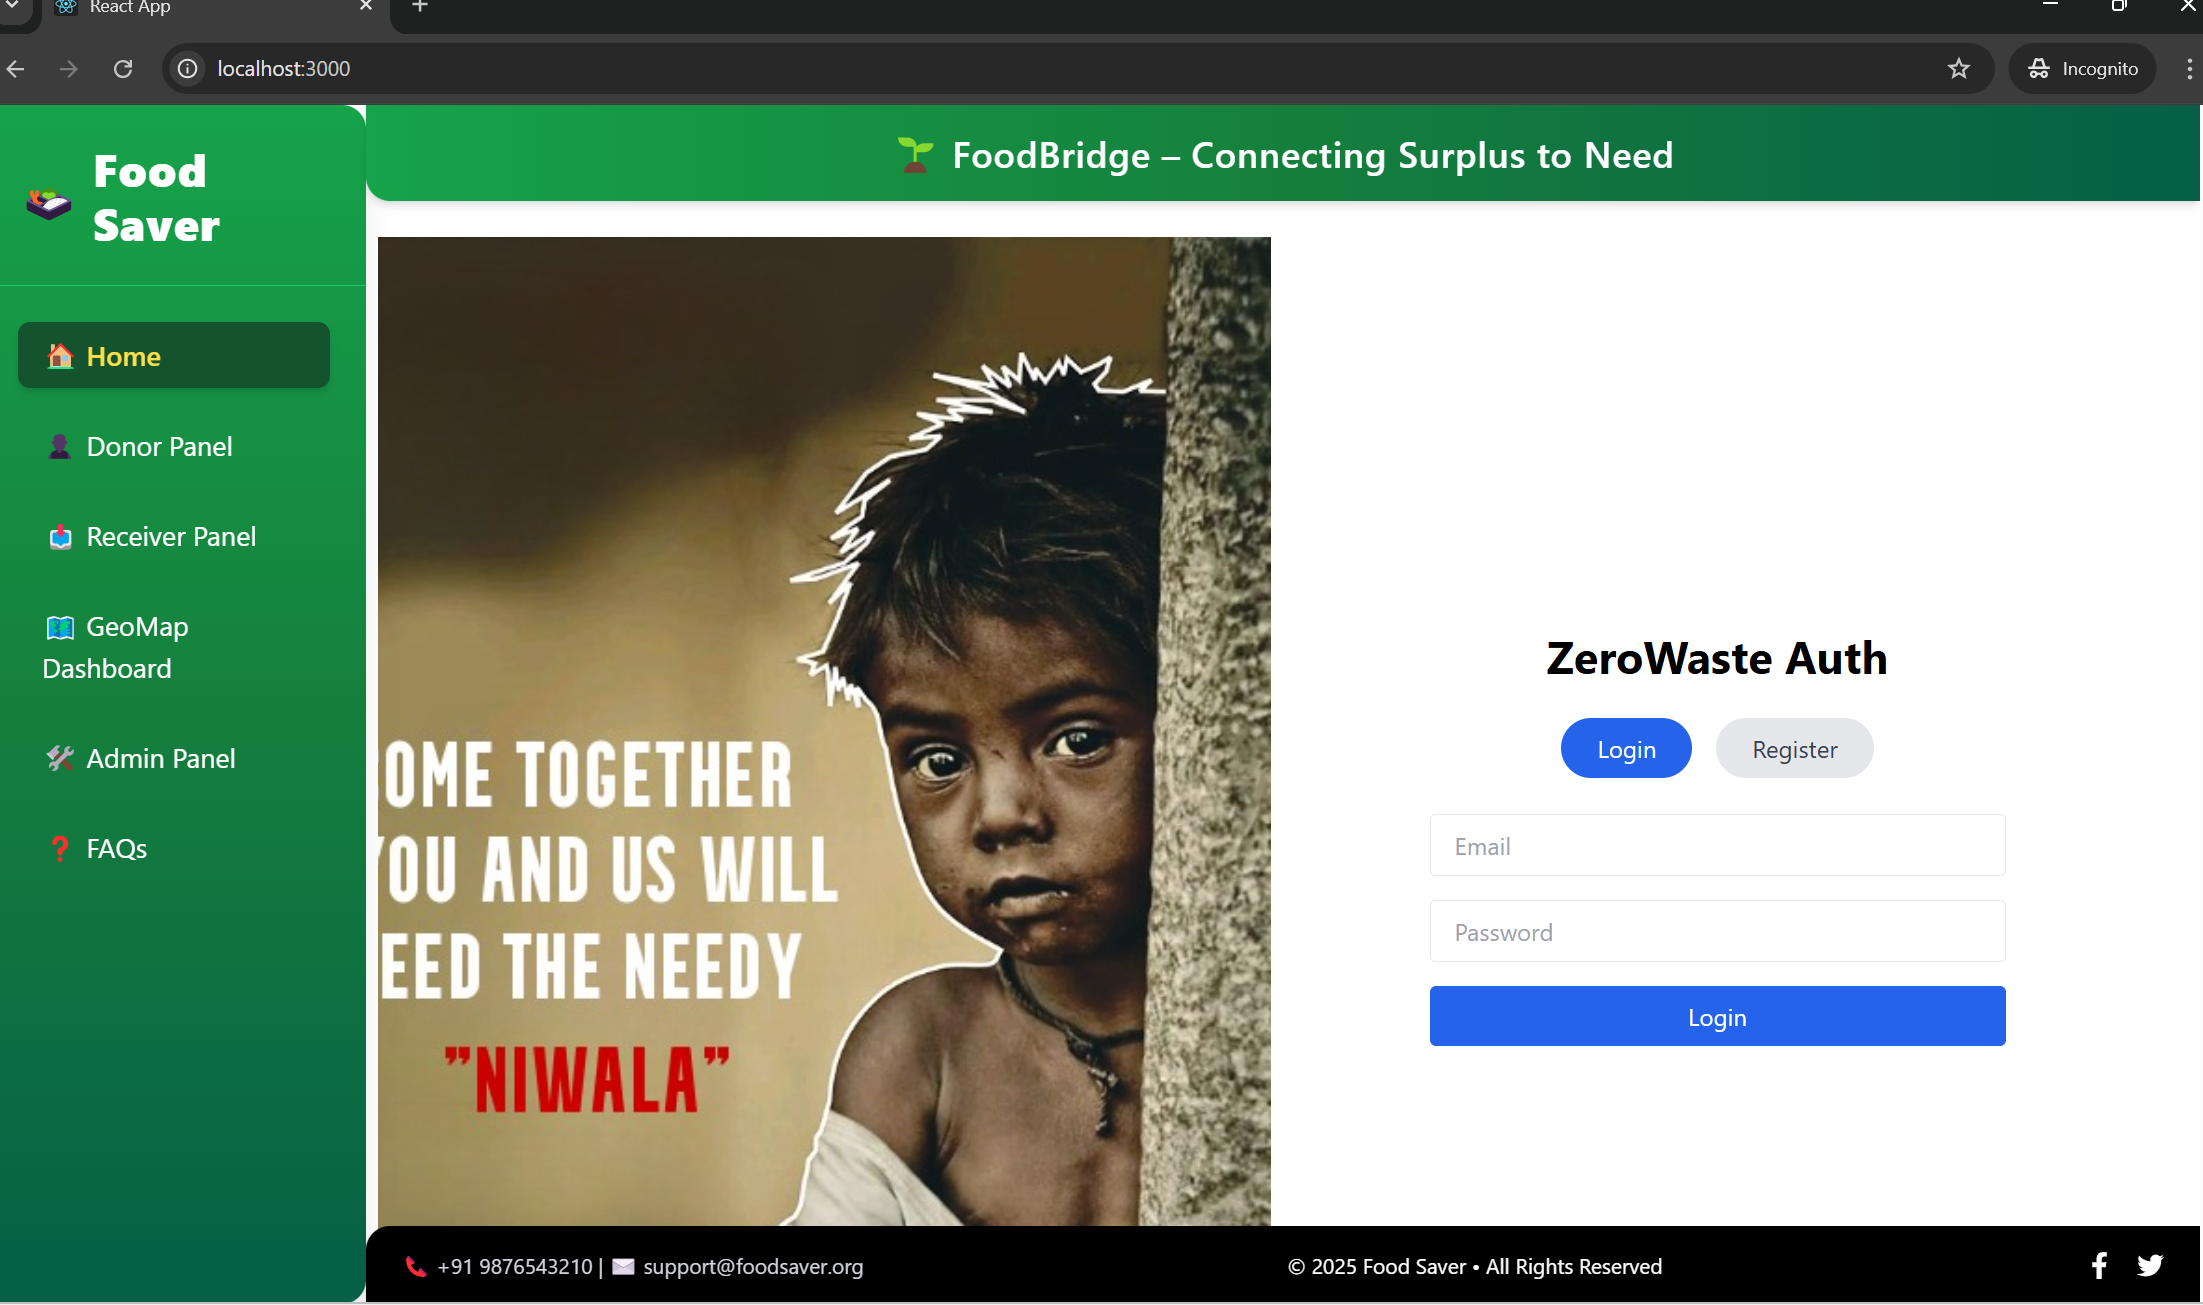 React App
localhost:3000
Incognito
Food
Saver
FoodBridge – Connecting Surplus to Need
Home
Donor Panel
Receiver Panel
GeoMap
Dashboard
Admin Panel
FAQs
OME TOGETHER
OU AND US WILL
EED THE NEEDY
"NIWALA"
ZeroWaste Auth
Login
Register
Email
Password
Login
+91 9876543210 | support@foodsaver.org
© 2025 Food Saver • All Rights Reserved